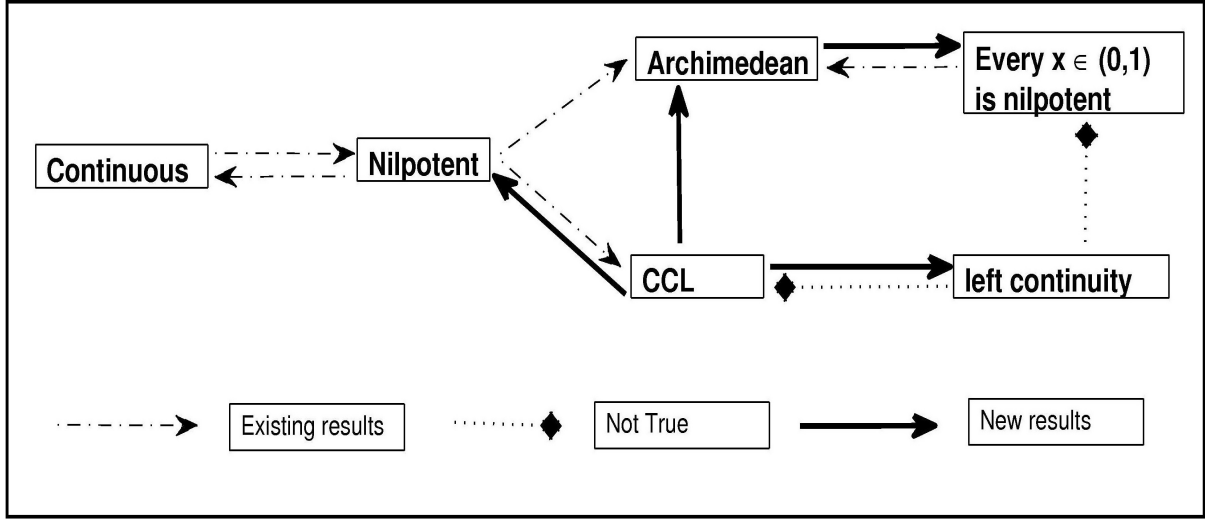 Archimedean
Every x ∈ (0,1)
is nilpotent
Continuous
Nilpotent
CCL
left continuity
Existing results
Not True
New results